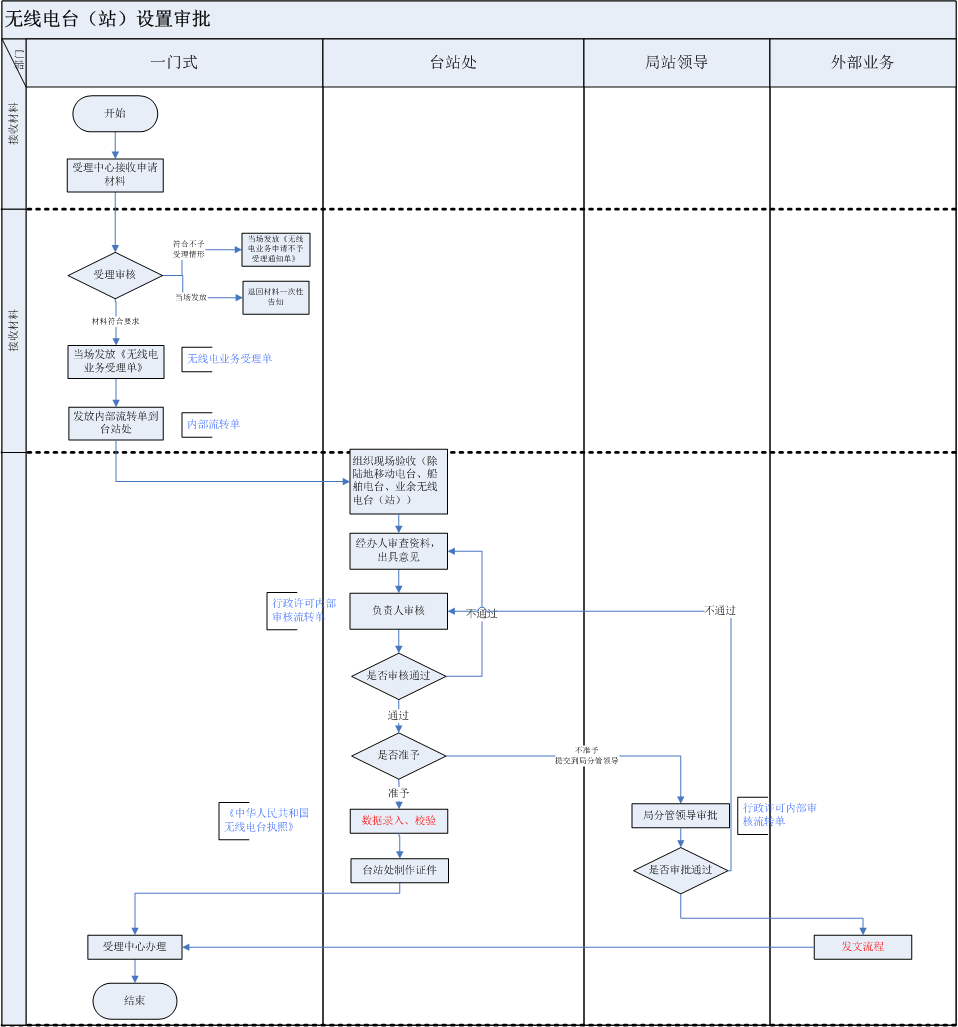 无线电台（站）设置审批
部门
一门式
台站处
局站领导
外部业务
接收材料
开始
受理中心接收申请
材料
接收材料
受理审核
符合不予
受理情形
当场发放《无线
电业务申请不予
受理通知单》
当场发放
退回材料一次性
告知
材料符合要求
当场发放《无线电
业务受理单》
无线电业务受理单
发放内部流转单到
台站处
内部流转单
组织现场验收（除
陆地移动电台、船
舶电台、业余无线
电台（站））
经办人审查资料，
出具意见
行政许可内部
审核流转单
负责人审核
不通过
不通过
是否审核通过
通过
是否准予
不准予
提交到局分管领导
准予
《中华人民共和国
无线电台执照》
数据录入、校验
局分管领导审批
行政许可内部审
核流转单
台站处制作证件
是否审批通过
受理中心办理
发文流程
结束